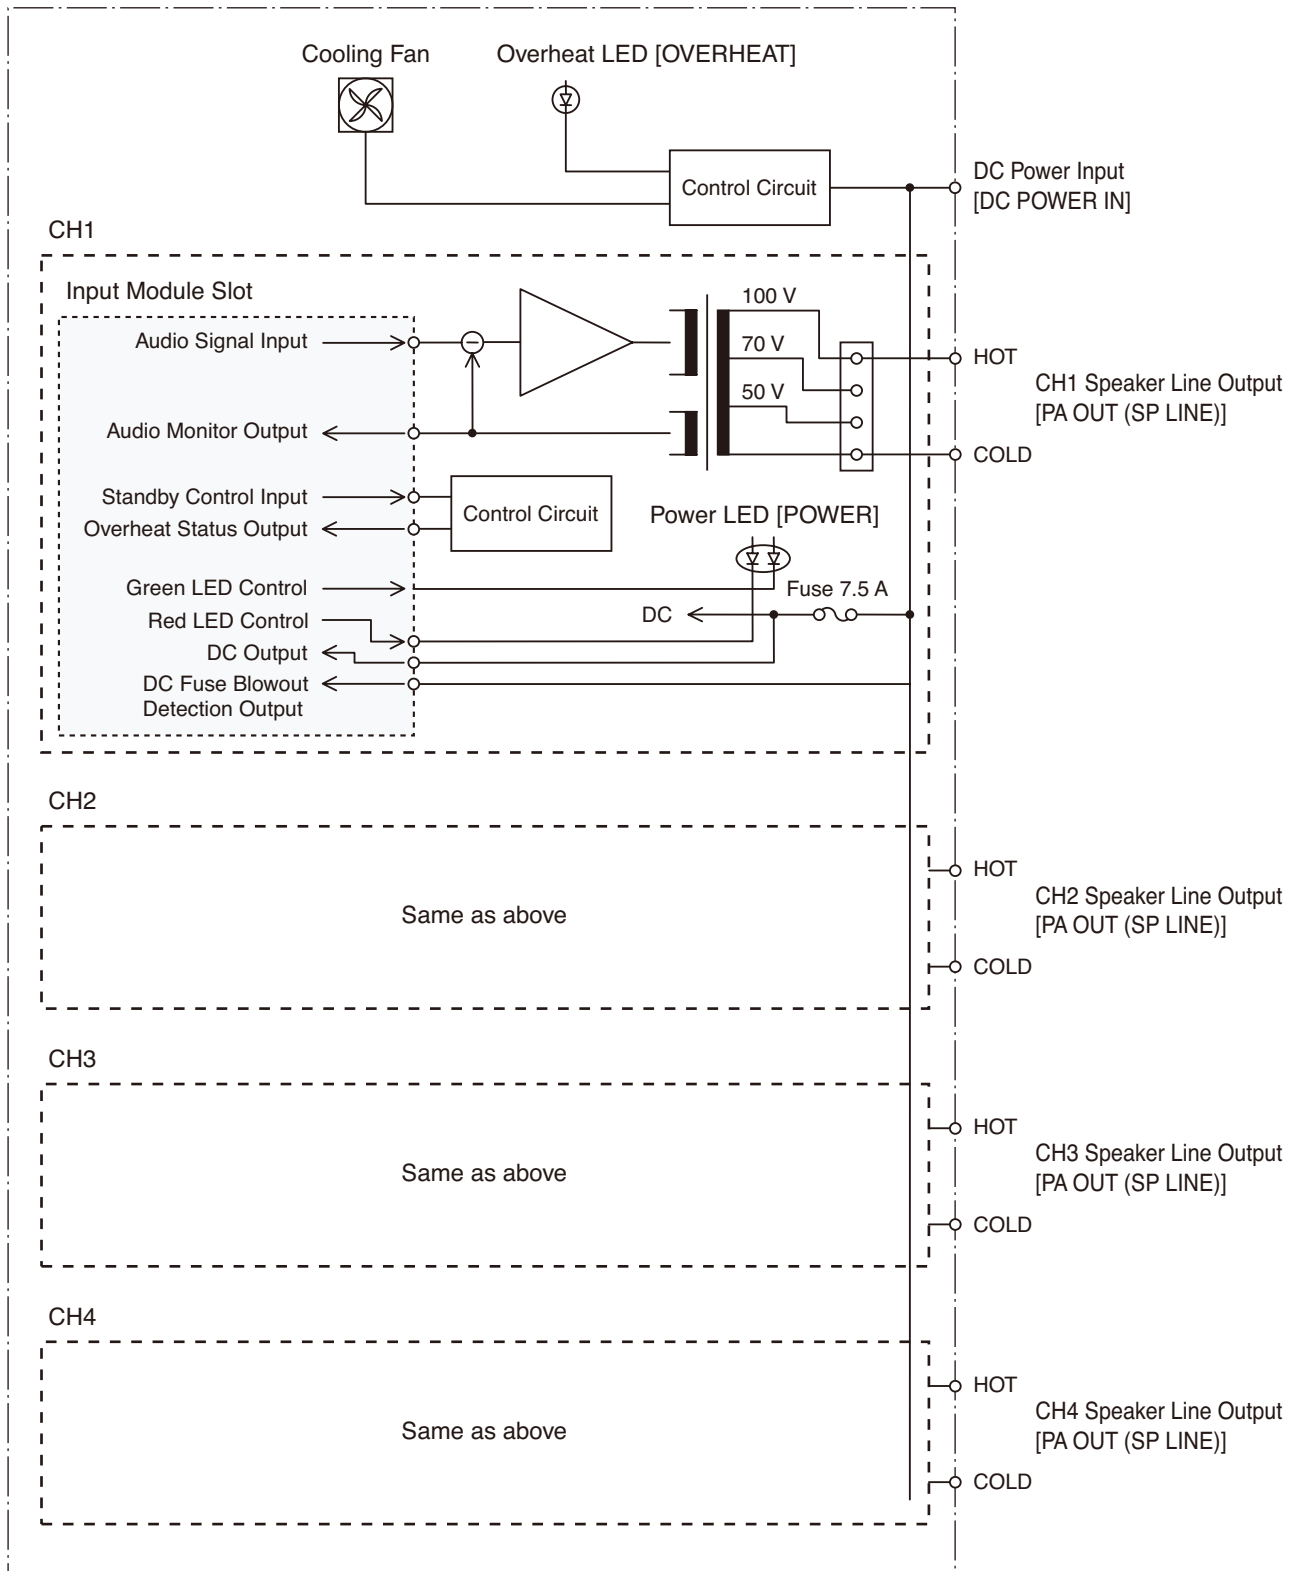 Cooling Fan
Overheat LED [OVERHEAT]
Control Circuit
DC Power Input
[DC POWER IN]
CH1
Input Module Slot
Audio Signal Input
Audio Monitor Output
Standby Control Input
Overheat Status Output
Green LED Control
Red LED Control
DC Output
DC Fuse Blowout
Detection Output
Control Circuit
100 V
70 V
50 V
Power LED [POWER]
Fuse 7.5 A
DC
HOT
CH1 Speaker Line Output
[PA OUT (SP LINE)]
COLD
CH2
Same as above
HOT
CH2 Speaker Line Output
[PA OUT (SP LINE)]
COLD
CH3
Same as above
HOT
CH3 Speaker Line Output
[PA OUT (SP LINE)]
COLD
CH4
Same as above
HOT
CH4 Speaker Line Output
[PA OUT (SP LINE)]
COLD